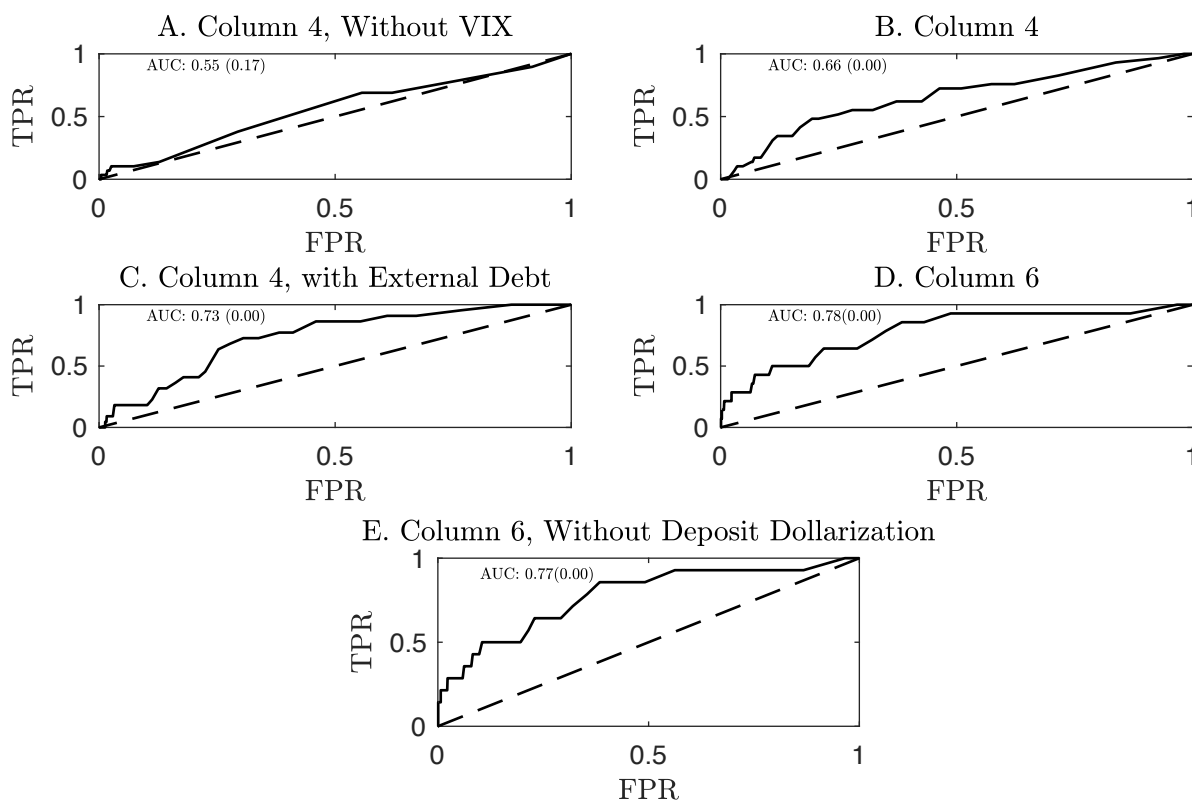 A. Column 4, Without VIX
AUC: 0.55 (0.17)
1
0.5
0
TPR
0 0.5 1
FPR
B. Column 4
AUC: 0.66 (0.00)
1
0.5
0
TPR
0 0.5 1
FPR
C. Column 4, with External Debt
AUC: 0.73 (0.00)
1
0.5
0
TPR
0 0.5 1
FPR
D. Column 6
AUC: 0.78(0.00)
1
0.5
0
TPR
0 0.5 1
FPR
E. Column 6, Without Deposit Dollarization
AUC: 0.77(0.00)
1
0.5
0
TPR
0 0.5 1
FPR